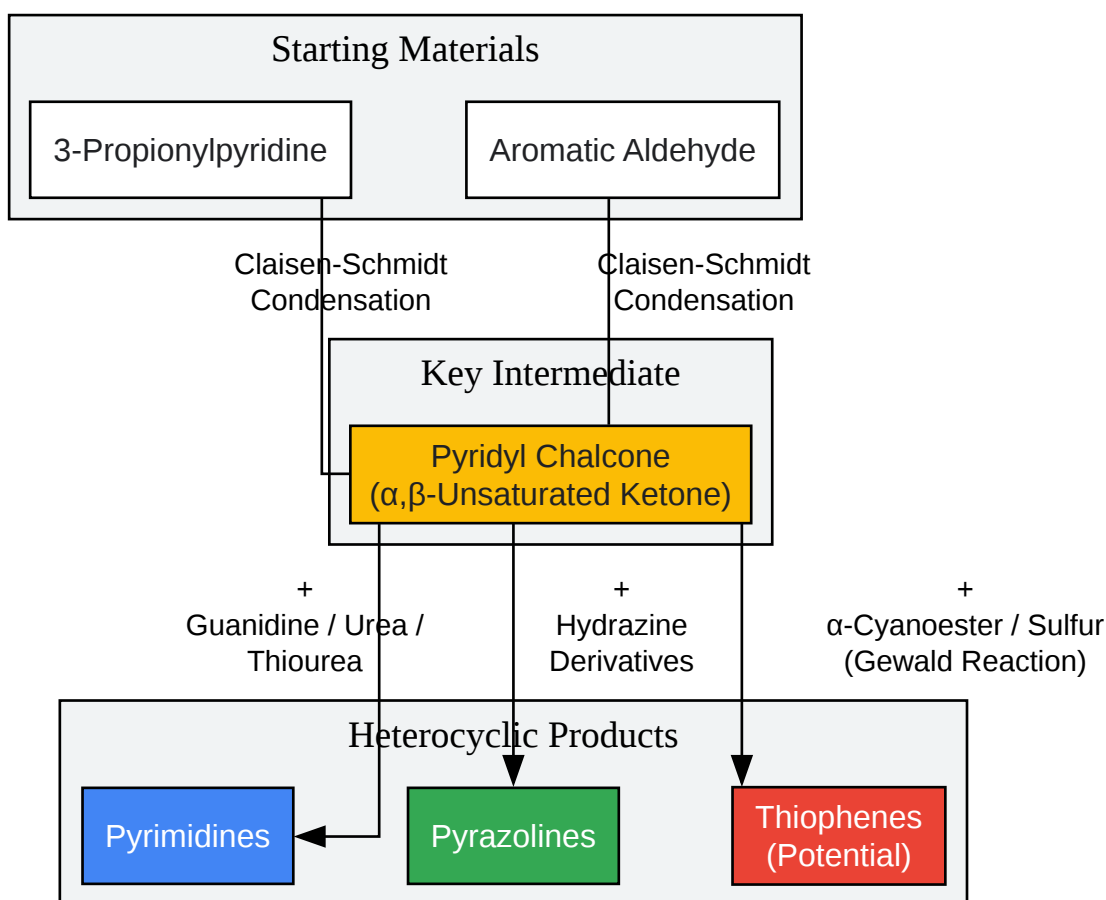 Starting Materials
3-Propionylpyridine
Aromatic Aldehyde
Claisen-Schmidt
Condensation
Claisen-Schmidt
Condensation
Key Intermediate
Pyridyl Chalcone
(α,β-Unsaturated Ketone)
+
Guanidine / Urea /
Thiourea
+
Hydrazine
Derivatives
+
α-Cyanoester / Sulfur
(Gewald Reaction)
Heterocyclic Products
Pyrimidines
Pyrazolines
Thiophenes
(Potential)